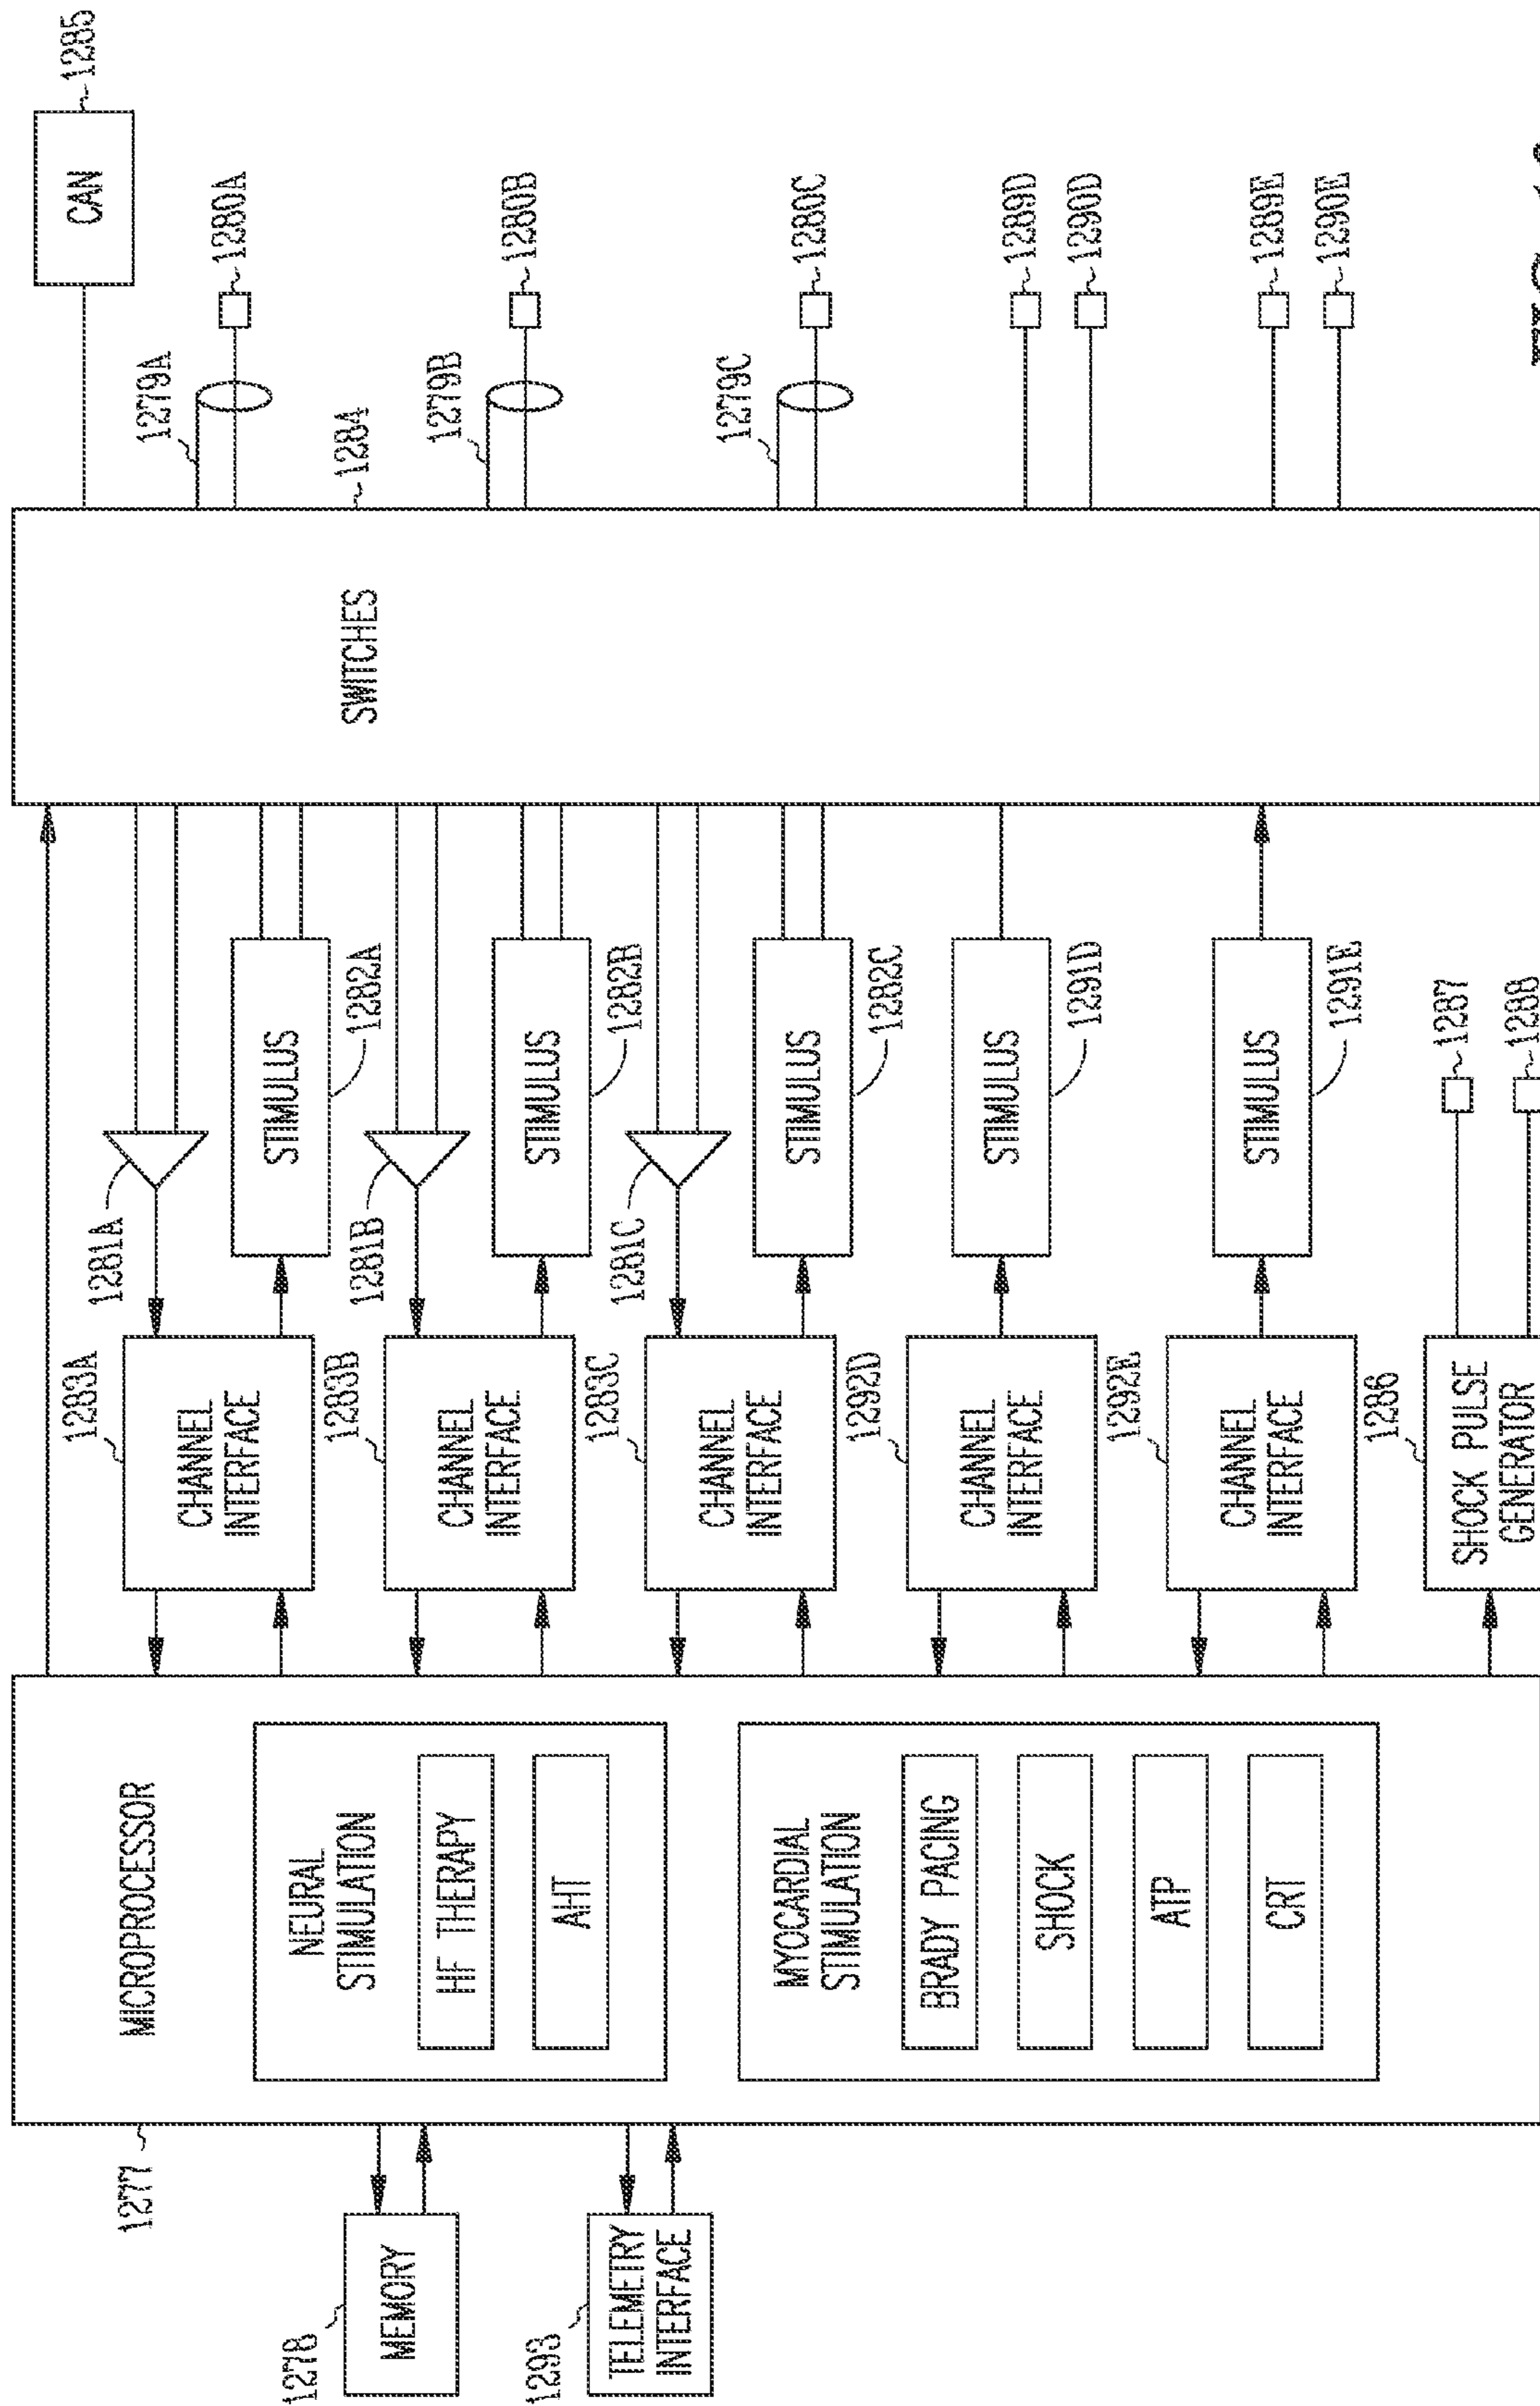 1277
MICROPROCESSOR
NEURAL
STIMULATION
HF THERAPY
AHT
MYOCARDIAL
STIMULATION
BRADY PACING
SHOCK
ATP
CRT
1278
MEMORY
1293
TELEMETRY
INTERFACE
1283A
CHANNEL
INTERFACE
1281A
STIMULUS
1282A
1283B
CHANNEL
INTERFACE
1281B
STIMULUS
1282B
1283C
CHANNEL
INTERFACE
1281C
STIMULUS
1282C
1292D
CHANNEL
INTERFACE
STIMULUS
1291D
1292E
CHANNEL
INTERFACE
STIMULUS
1291E
1286
SHOCK PULSE
GENERATOR
1287
1288
SWITCHES
1284
CAN
1285
1279A
1280A
1279B
1280B
1279C
1280C
1289D
1290D
1289E
1290E